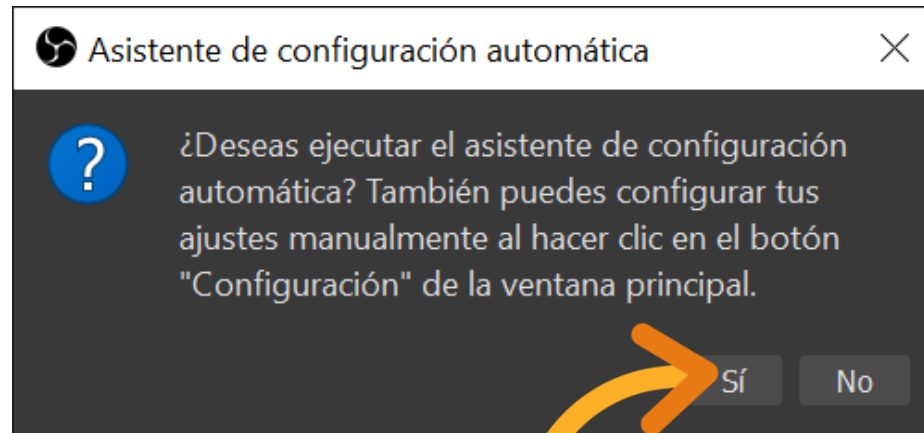 Asistente de configuración automática
¿Deseas ejecutar el asistente de configuración
automática? También puedes configurar tus
ajustes manualmente al hacer clic en el botón
"Configuración" de la ventana principal.
Sí No